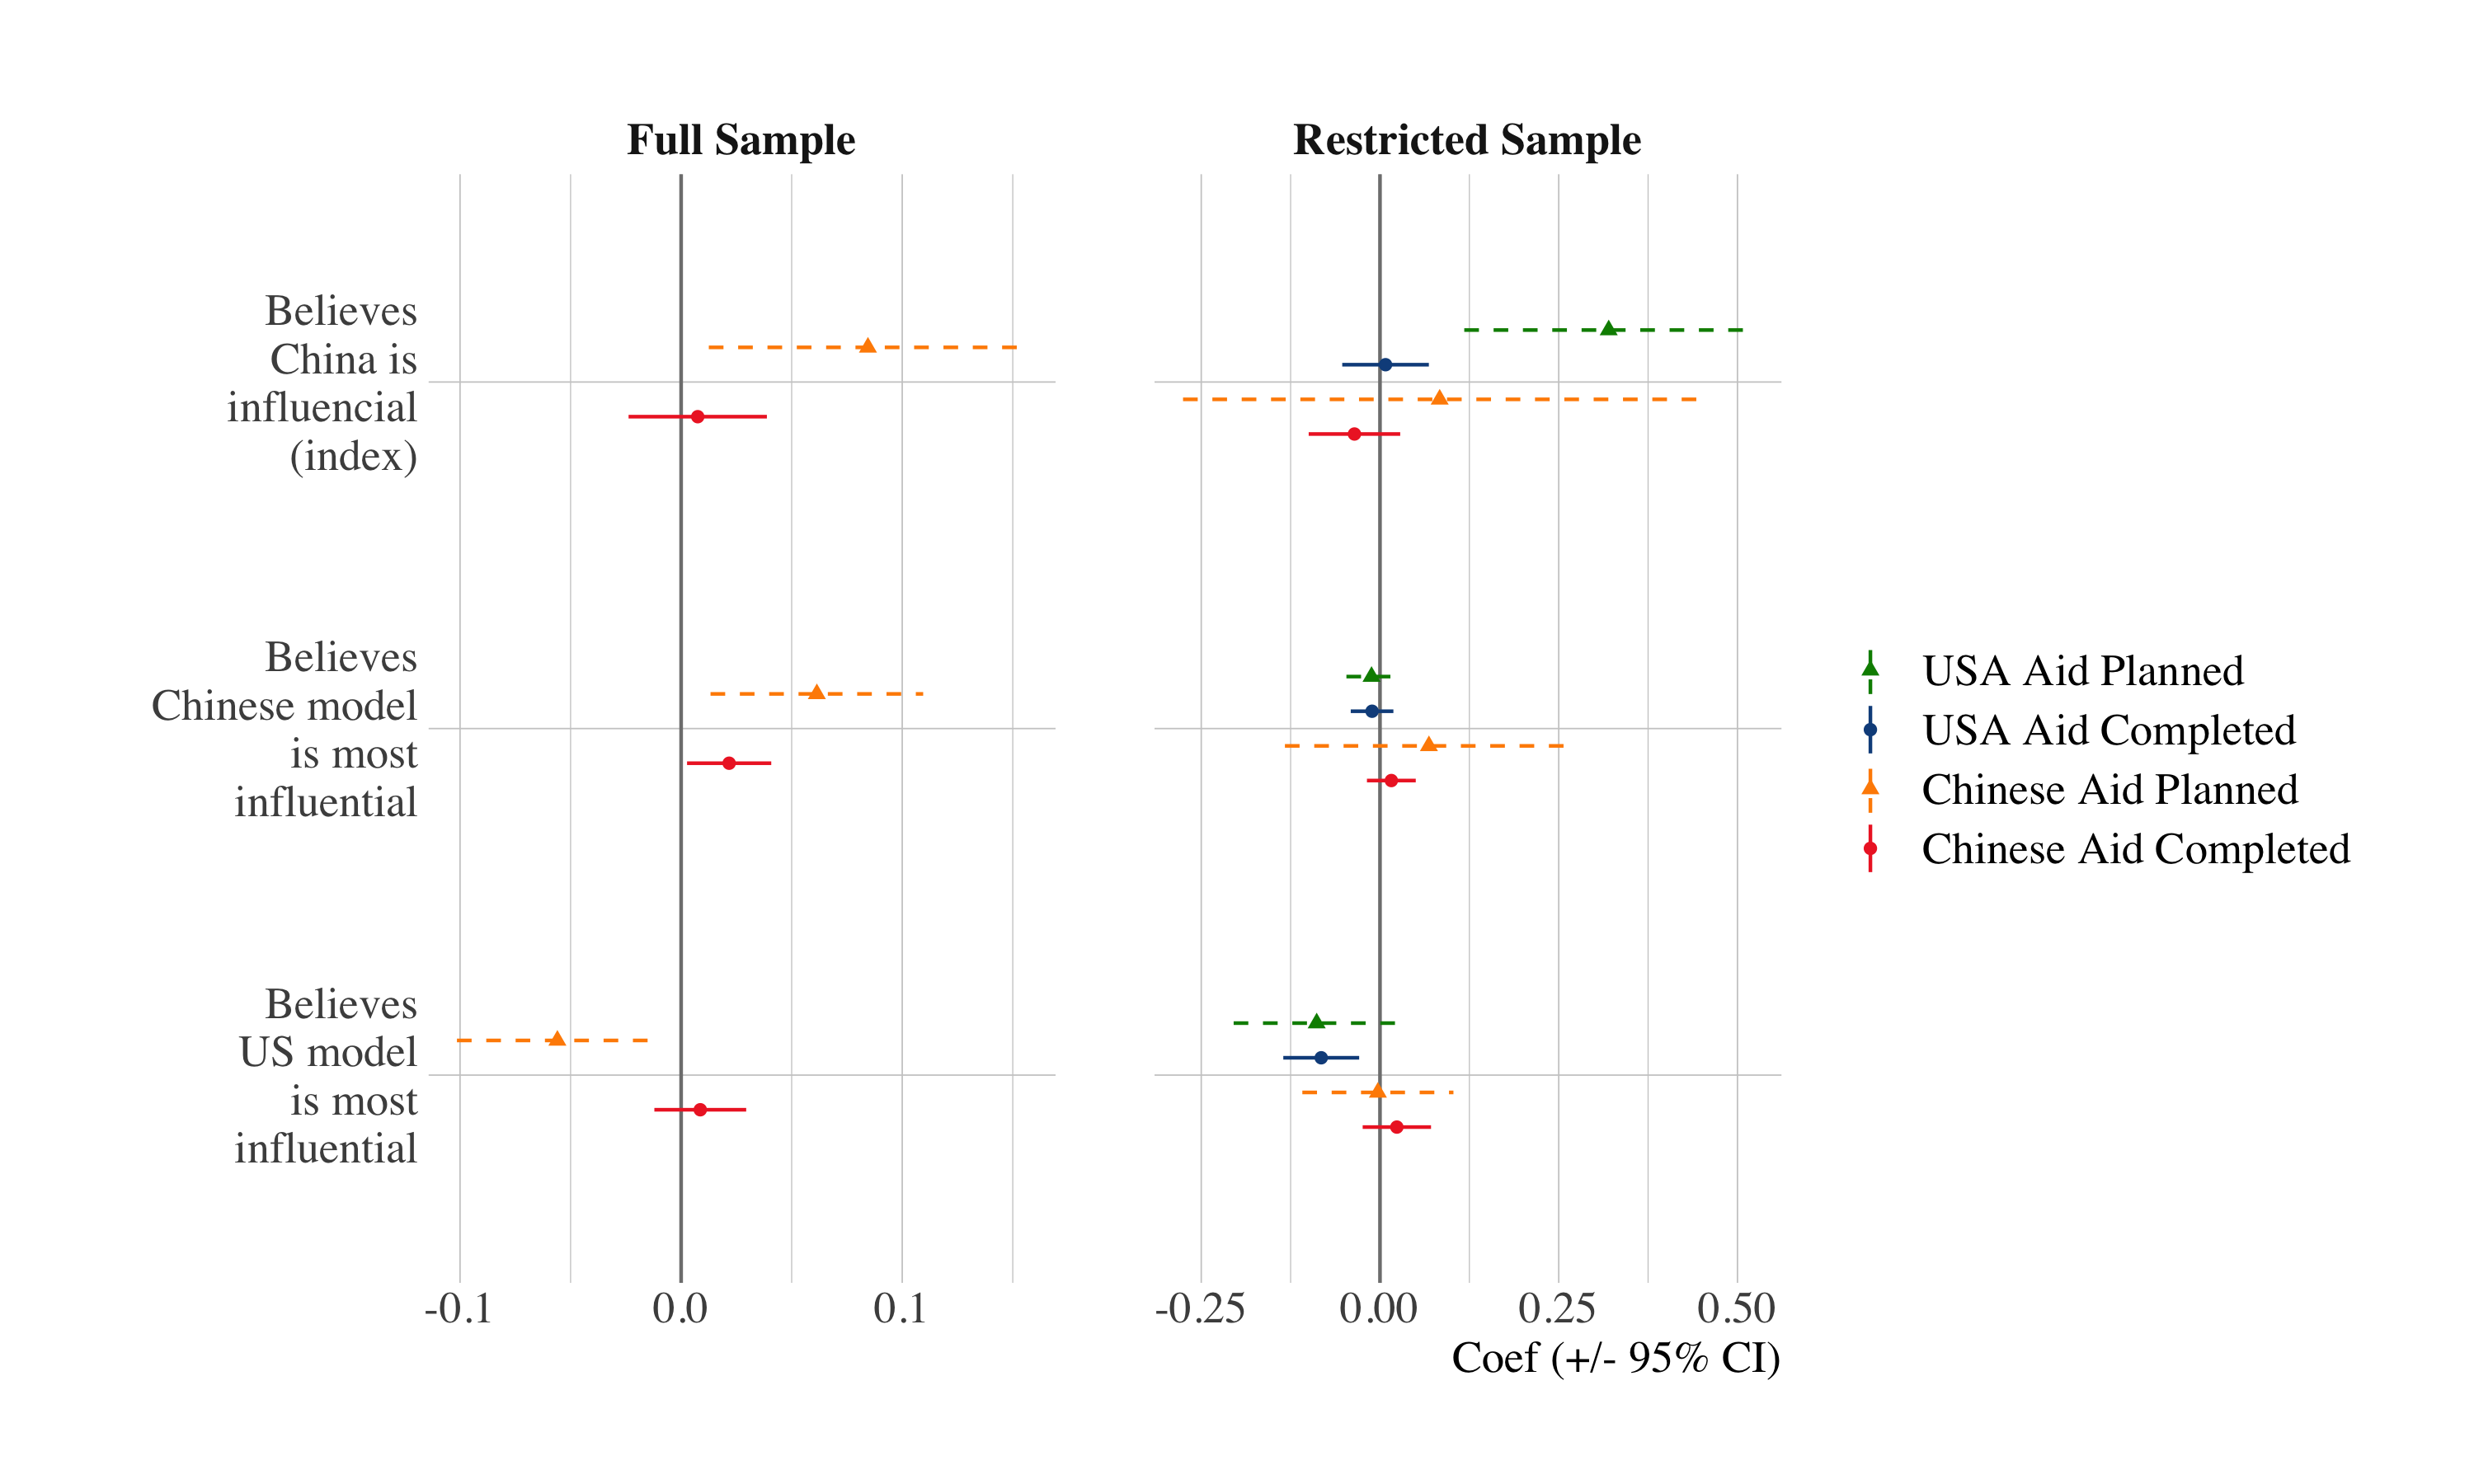 Full Sample
Restricted Sample
Believes
China is
influencial
(index)
Believes
Chinese model
is most
influential
Believes
US model
is most
influential
-0.1
0.0
0.1
-0.25
0.00
0.25
0.50
Coef (+/- 95% CI)
USA Aid Planned
USA Aid Completed
Chinese Aid Planned
Chinese Aid Completed